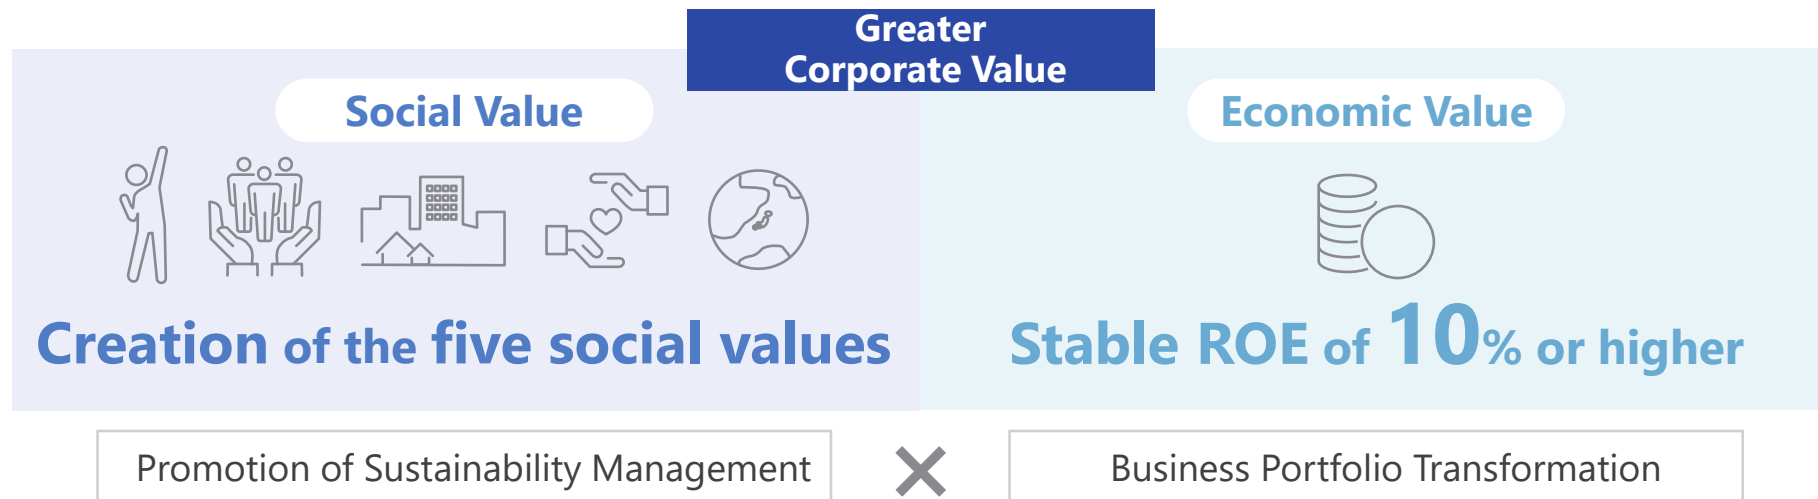 Greater
Corporate Value
Social Value
Economic Value
Creation of the five social values
Stable ROE of 10% or higher
Promotion of Sustainability Management
×
Business Portfolio Transformation